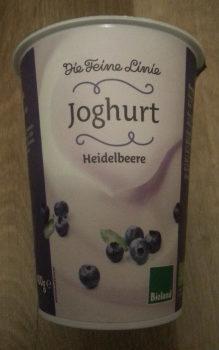 Die Feine Linie
Joghurt
Heidelbeere
Bioland